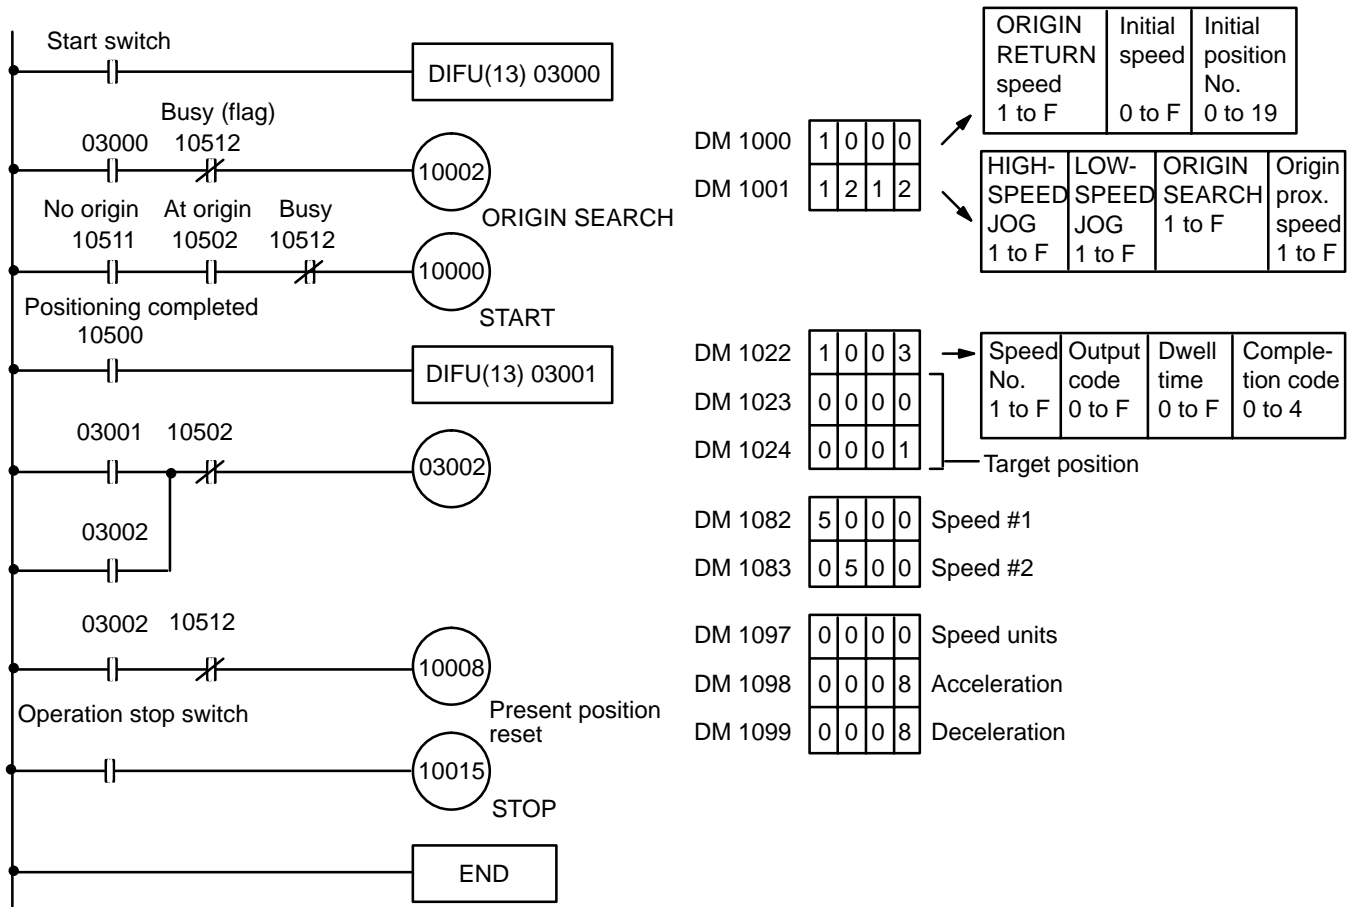 Start switch
DIFU(13) 03000
Busy (flag)
03000 10512
10002
ORIGIN SEARCH
No origin At origin Busy
10511 10502 10512
10000
START
Positioning completed
10500
DIFU(13) 03001
03001 10502
03002
03002
03002 10512
10008
Present position
reset
Operation stop switch
10015
STOP
END
DM 1000 1 0 0 0
DM 1001 1 2 1 2
ORIGIN
RETURN
speed
1 to F
Initial
speed
0 to F
Initial
position
No.
0 to 19
HIGH-
SPEED
JOG
1 to F
LOW-
SPEED
JOG
1 to F
ORIGIN
SEARCH
1 to F
Origin
prox.
speed
1 to F
DM 1022 1 0 0 3
DM 1023 0 0 0 0
DM 1024 0 0 0 1
Speed
No.
1 to F
Output
code
0 to F
Dwell
time
0 to F
Comple-
tion code
0 to 4
Target position
DM 1082 5 0 0 0 Speed #1
DM 1083 0 5 0 0 Speed #2
DM 1097 0 0 0 0 Speed units
DM 1098 0 0 0 8 Acceleration
DM 1099 0 0 0 8 Deceleration